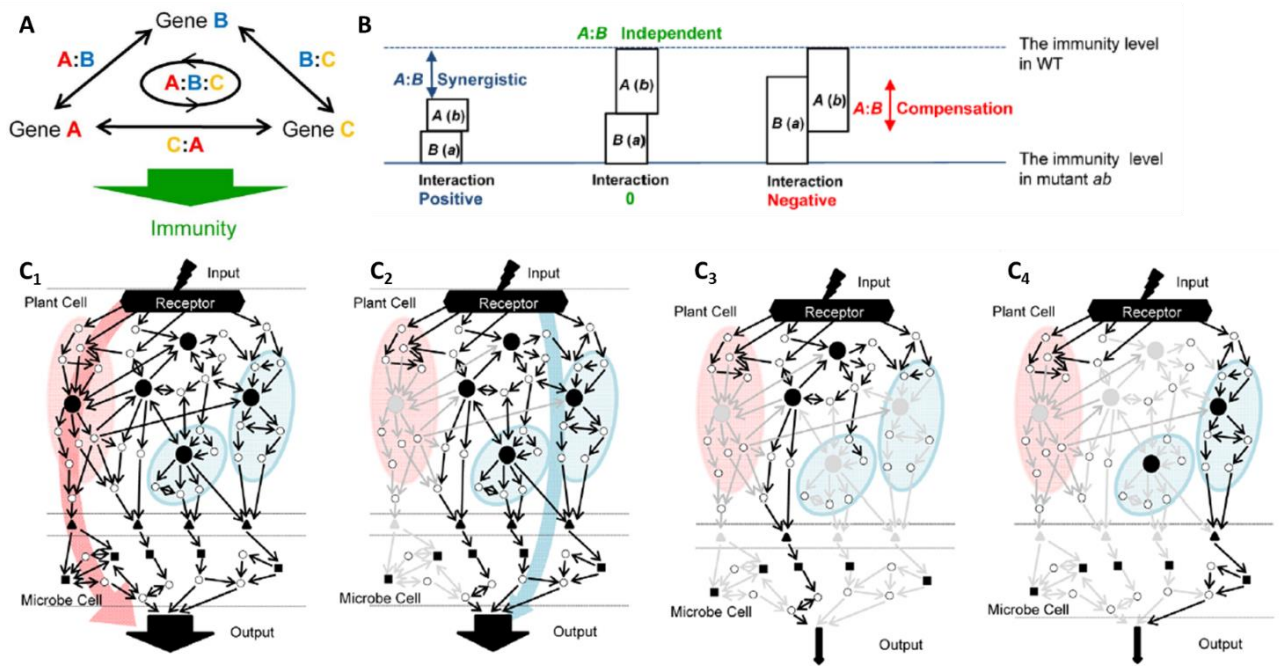 A
Gene B
A:B
B:C
A:B:C
Gene A
Gene C
C:A
Immunity
B
A:B Independent
The immunity level
in WT
A:B Synergistic
A (b)
B (a)
A (b)
B (a)
B (a)
A (b)
A:B Compensation
Interaction
Positive
Interaction
0
Interaction
Negative
The immunity level
in mutant ab
C1
Input
Plant Cell
Receptor
Microbe Cell
Output
C2
Input
Plant Cell
Receptor
Microbe Cell
Output
C3
Input
Plant Cell
Receptor
Microbe Cell
Output
C4
Input
Plant Cell
Receptor
Microbe Cell
Output